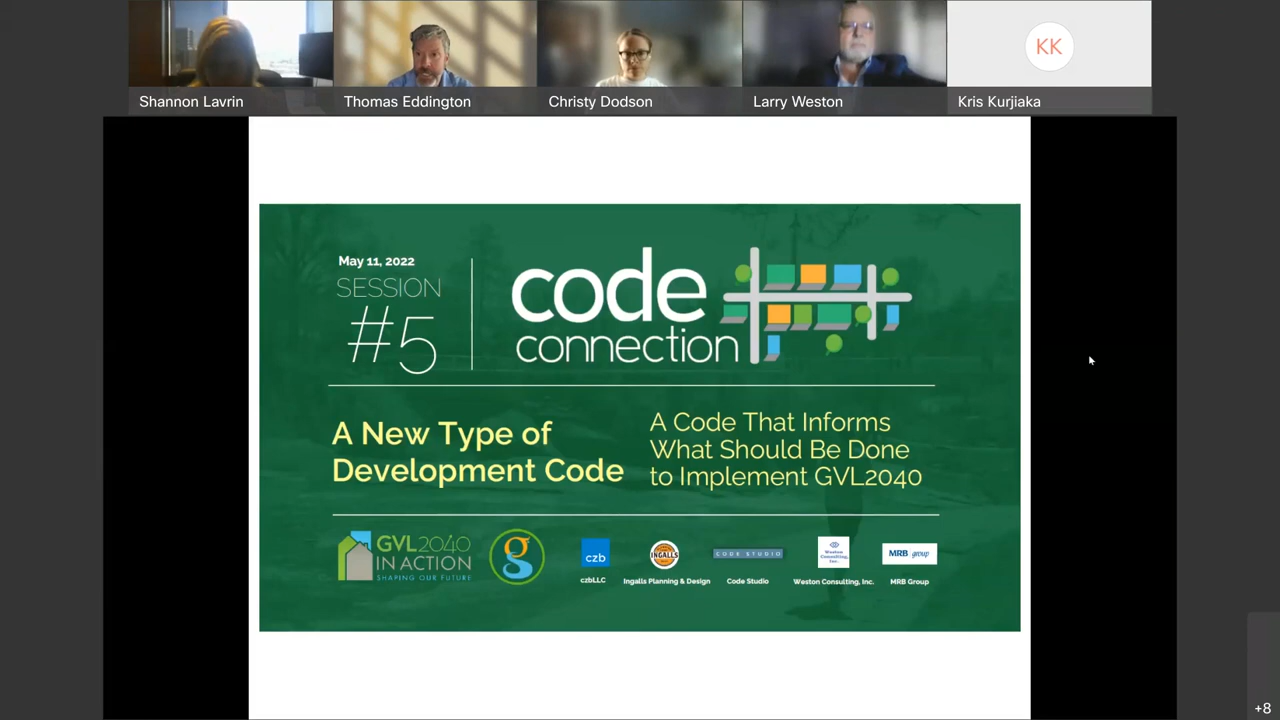 Shannon Lavrin
Thomas Eddington
Christy Dodson
Larry Weston
KK
Kris Kurjiaka
May 11, 2022
SESSION
#5
code
connection
A New Type of
Development Code
A Code That Informs
What Should Be Done
to Implement GVL2040
GVL2040
IN ACTION
SHAPING OUR FUTURE
g
czb
czbLLC
INGALLS
Ingalls Planning & Design
CODE STUDIO
Code Studio
Weston
Consulting,
Inc.
Weston Consulting, Inc.
MRB group
MRB Group
+8